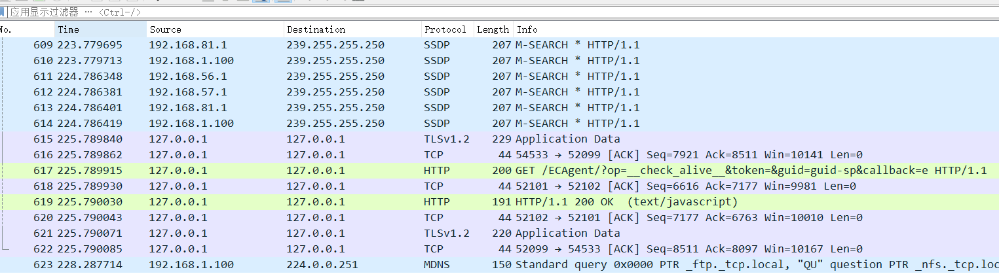 应用显示过滤器 … <Ctrl-/>
No. Time Source Destination Protocol Length Info
609 223.779695 192.168.81.1 239.255.255.250 SSDP 207 M-SEARCH * HTTP/1.1
610 223.779713 192.168.1.100 239.255.255.250 SSDP 207 M-SEARCH * HTTP/1.1
611 224.786348 192.168.56.1 239.255.255.250 SSDP 207 M-SEARCH * HTTP/1.1
612 224.786381 192.168.57.1 239.255.255.250 SSDP 207 M-SEARCH * HTTP/1.1
613 224.786401 192.168.81.1 239.255.255.250 SSDP 207 M-SEARCH * HTTP/1.1
614 224.786419 192.168.1.100 239.255.255.250 SSDP 207 M-SEARCH * HTTP/1.1
615 225.789840 127.0.0.1 127.0.0.1 TLSv1.2 229 Application Data
616 225.789862 127.0.0.1 127.0.0.1 TCP 44 54533 → 52099 [ACK] Seq=7921 Ack=8511 Win=10141 Len=0
617 225.789915 127.0.0.1 127.0.0.1 HTTP 200 GET /ECAgent/?op=__check_alive__&token=&guid=guid-sp&callback=e HTTP/1.1
618 225.789930 127.0.0.1 127.0.0.1 TCP 44 52101 → 52102 [ACK] Seq=6616 Ack=7177 Win=9981 Len=0
619 225.790030 127.0.0.1 127.0.0.1 HTTP 191 HTTP/1.1 200 OK (text/javascript)
620 225.790043 127.0.0.1 127.0.0.1 TCP 44 52102 → 52101 [ACK] Seq=7177 Ack=6763 Win=10010 Len=0
621 225.790071 127.0.0.1 127.0.0.1 TLSv1.2 220 Application Data
622 225.790085 127.0.0.1 127.0.0.1 TCP 44 52099 → 54533 [ACK] Seq=8511 Ack=8097 Win=10167 Len=0
623 228.287714 192.168.1.100 224.0.0.251 MDNS 150 Standard query 0x0000 PTR _ftp._tcp.local, "QU" question PTR _nfs._tcp.loc